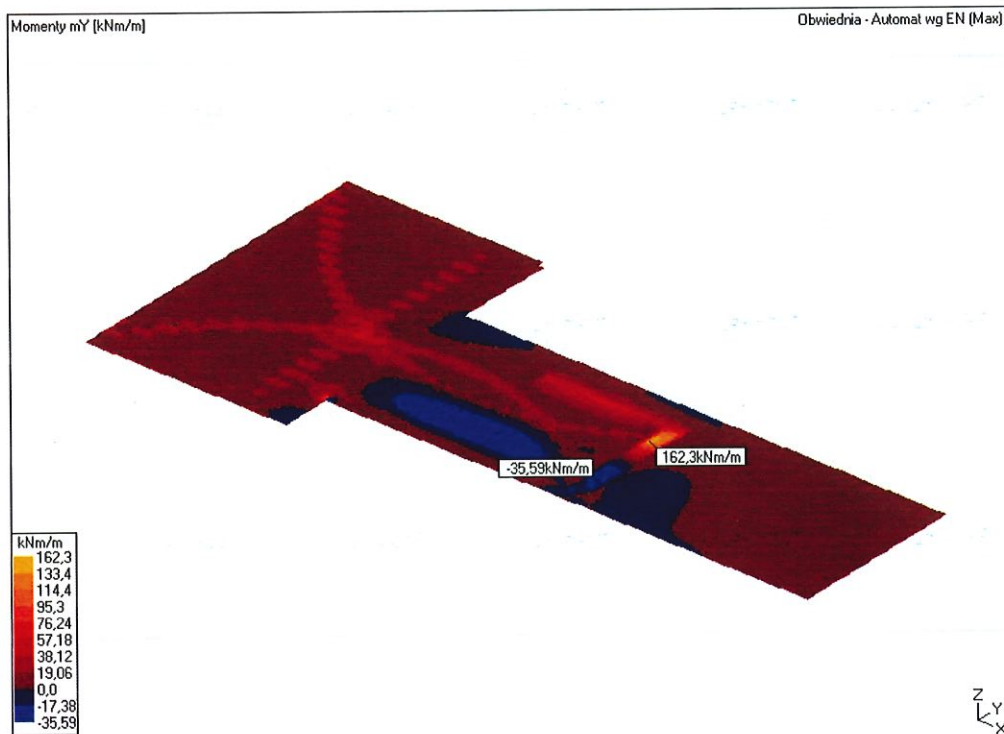 Momenty mY [kNm/m]
Obwiednia - Automat wg EN (Max)
-35,59kNm/m
162,3kNm/m
kNm/m
162,3
133,4
114,4
95,3
76,24
57,18
38,12
19,06
0,0
-17,38
-35,59
Z
Y
X